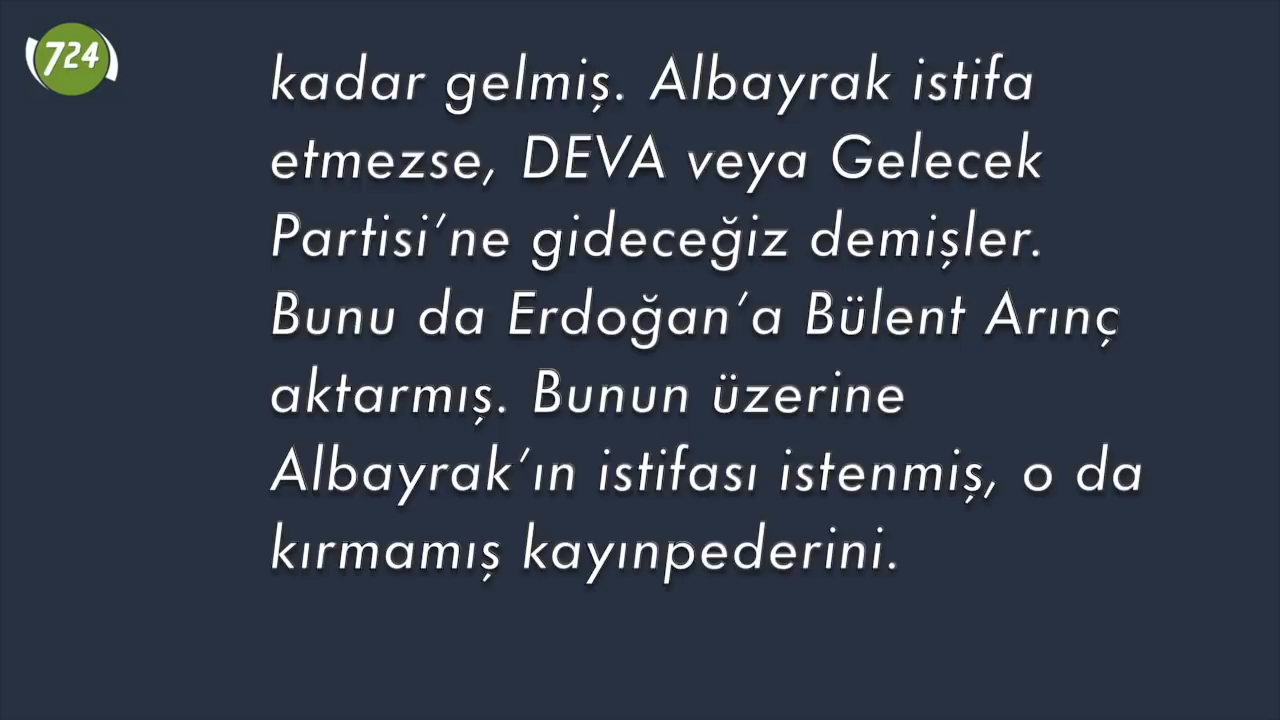 724
kadar gelmiş. Albayrak istifa
etmezse, DEVA veya Gelecek
Partisi’ne gideceğiz demişler.
Bunu da Erdoğan’a Bülent Arınç
aktarmış. Bunun üzerine
Albayrak’ın istifası istenmiş, o da
kırmamış kayınpederini.